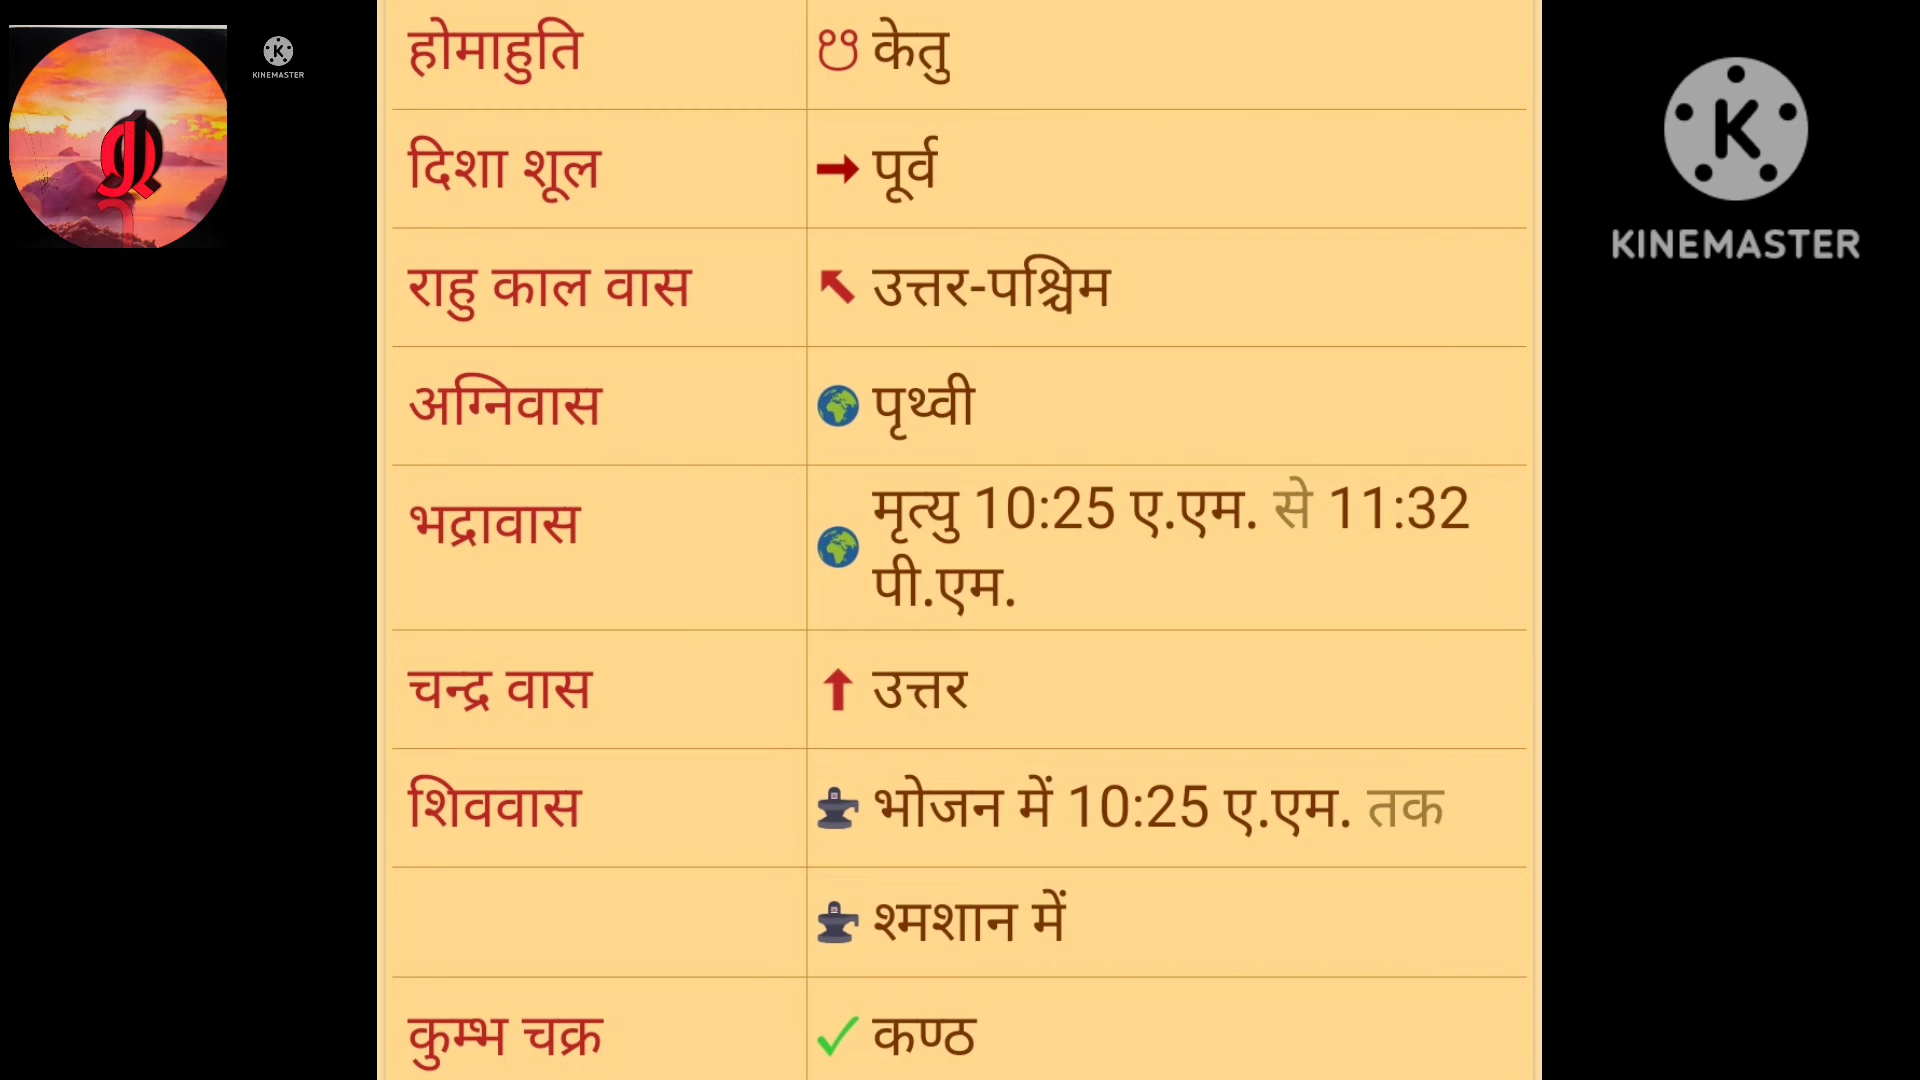 होमाहुति ☋ केतु
दिशा शूल पूर्व
राहु काल वास उत्तर-पश्चिम
अग्निवास पृथ्वी
भद्रावास मृत्यु 10:25 ए.एम. से 11:32
पी.एम.
चन्द्र वास उत्तर
शिववास भोजन में 10:25 ए.एम. तक
श्मशान में
कुम्भ चक्र कण्ठ
KINEMASTER
K
KINEMASTER
K